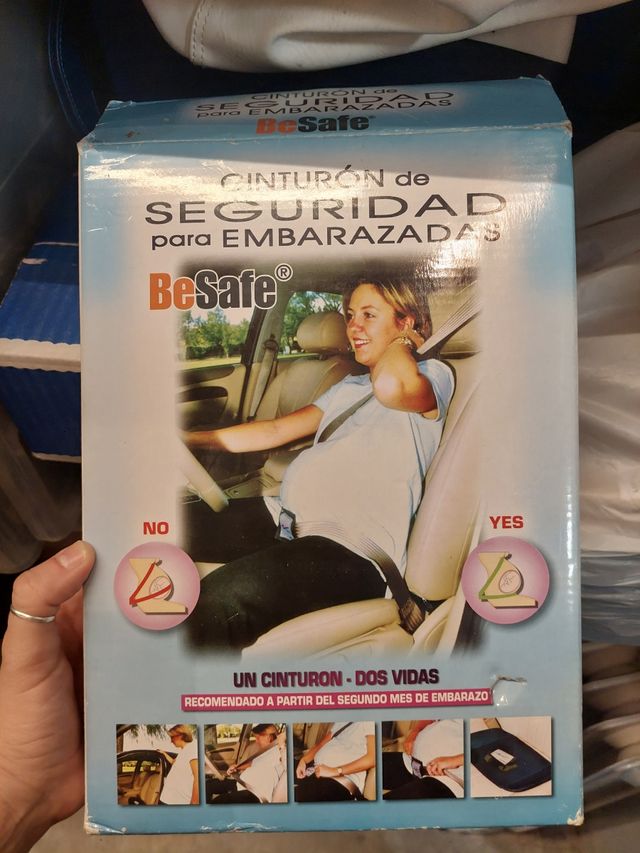 CINTURÓN de
SEGURIDAD
para EMBARAZADAS
BeSafe®
CINTURÓN de
SEGURIDAD
para EMBARAZADAS
BeSafe®
NO
YES
UN CINTURON - DOS VIDAS
RECOMENDADO A PARTIR DEL SEGUNDO MES DE EMBARAZO